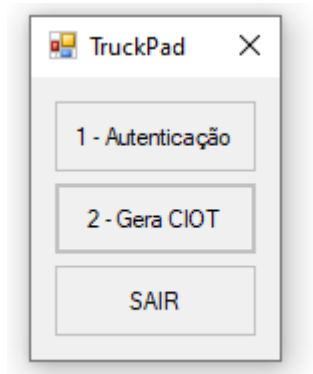 TruckPad
1 - Autenticação
2 - Gera CIOT
SAIR